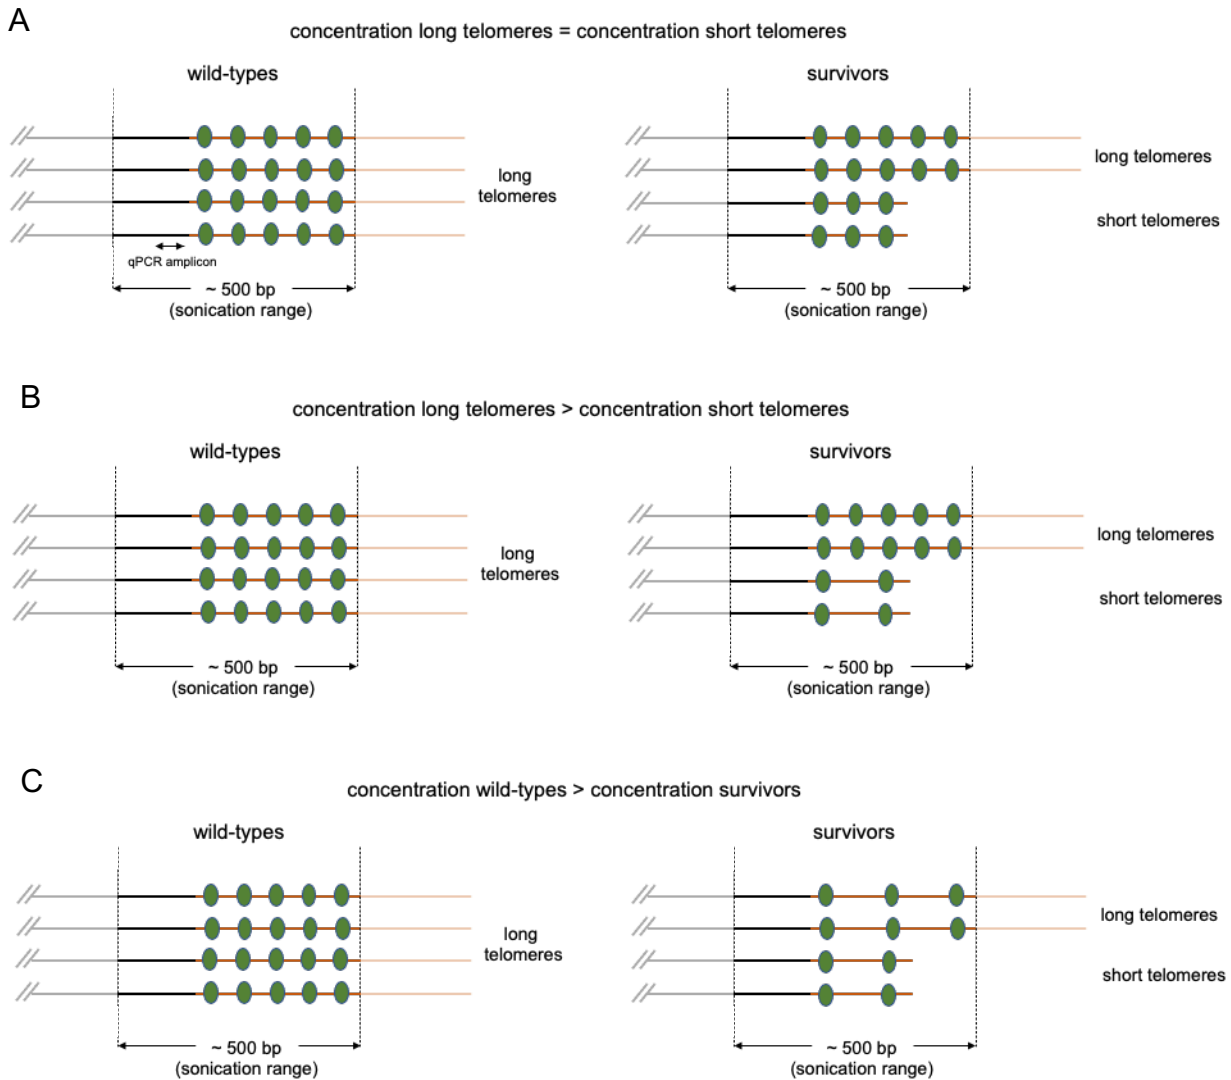 A
concentration long telomeres = concentration short telomeres
wild-types
survivors
long
telomeres
long telomeres
short telomeres
qPCR amplicon
~ 500 bp
(sonication range)
~ 500 bp
(sonication range)
B
concentration long telomeres > concentration short telomeres
wild-types
survivors
long
telomeres
long telomeres
short telomeres
~ 500 bp
(sonication range)
~ 500 bp
(sonication range)
C
concentration wild-types > concentration survivors
wild-types
survivors
long
telomeres
long telomeres
short telomeres
~ 500 bp
(sonication range)
~ 500 bp
(sonication range)